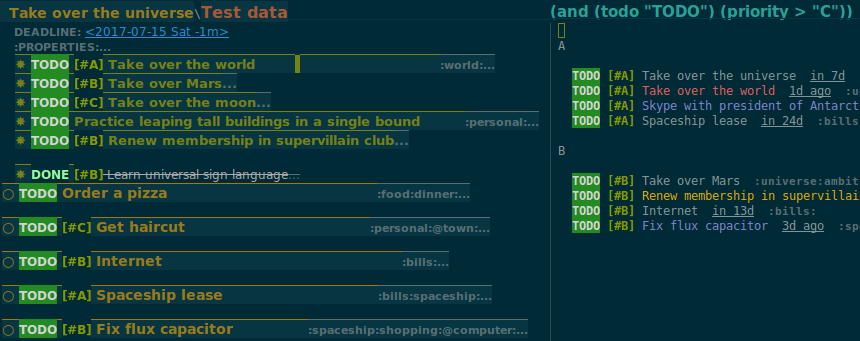 Take over the universe\Test data
DEADLINE: <2017-07-15 Sat -1m>
:PROPERTIES:...
✸ TODO [#A] Take over the world :world:...
✸ TODO [#B] Take over Mars...
✸ TODO [#C] Take over the moon...
✸ TODO Practice leaping tall buildings in a single bound :personal:...
✸ TODO [#B] Renew membership in supervillain club...
✸ DONE [#B] Learn universal sign language...
○ TODO Order a pizza :food:dinner:...
○ TODO [#C] Get haircut :personal:@town:...
○ TODO [#B] Internet :bills:...
○ TODO [#A] Spaceship lease :bills:spaceship:...
○ TODO [#B] Fix flux capacitor :spaceship:shopping:@computer:...
(and (todo "TODO") (priority > "C"))
A
TODO [#A] Take over the universe in 7d
TODO [#A] Take over the world 1d ago :u
TODO [#A] Skype with president of Antarct
TODO [#A] Spaceship lease in 24d :bills
B
TODO [#B] Take over Mars :universe:ambit
TODO [#B] Renew membership in supervillai
TODO [#B] Internet in 13d :bills:
TODO [#B] Fix flux capacitor 3d ago :spa